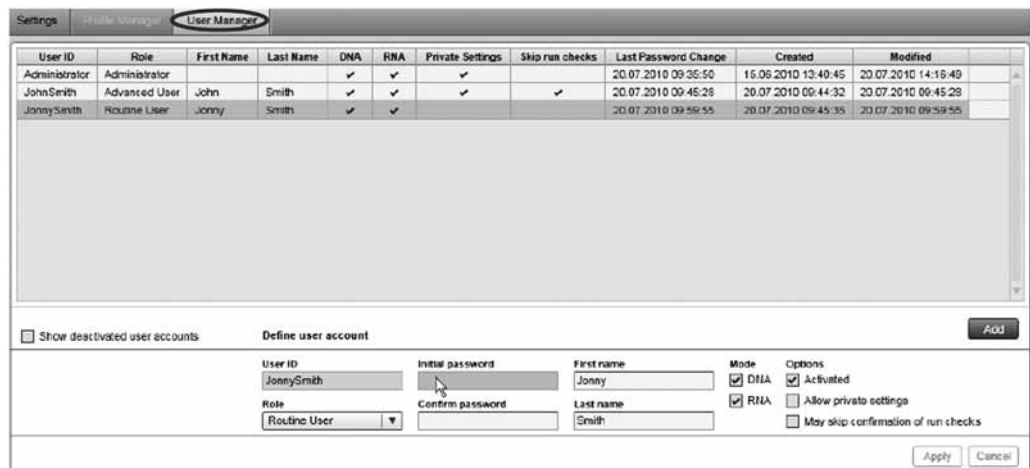 Settings Profile Manager User Manager
User ID Role First Name Last Name DNA RNA Private Settings Skip run checks Last Password Change Created Modified
Administrator Administrator ✔ ✔ ✔ 20.07.2010 09:35:50 15.06.2010 13:40:45 20.07.2010 14:15:49
JohnSmith Advanced User John Smith ✔ ✔ ✔ ✔ 20.07.2010 09:45:28 20.07.2010 09:44:32 20.07.2010 09:45:28
JonnySmith Routine User Jonny Smith ✔ ✔ 20.07.2010 09:59:55 20.07.2010 09:45:35 20.07.2010 09:59:55
Show deactivated user accounts Define user account Add
User ID Initial password First name Mode Options
JonnySmith Jonny DNA Activated
Role Confirm password Last name RNA Allow private settings
Routine User Smith May skip confirmation of run checks
Apply Cancel